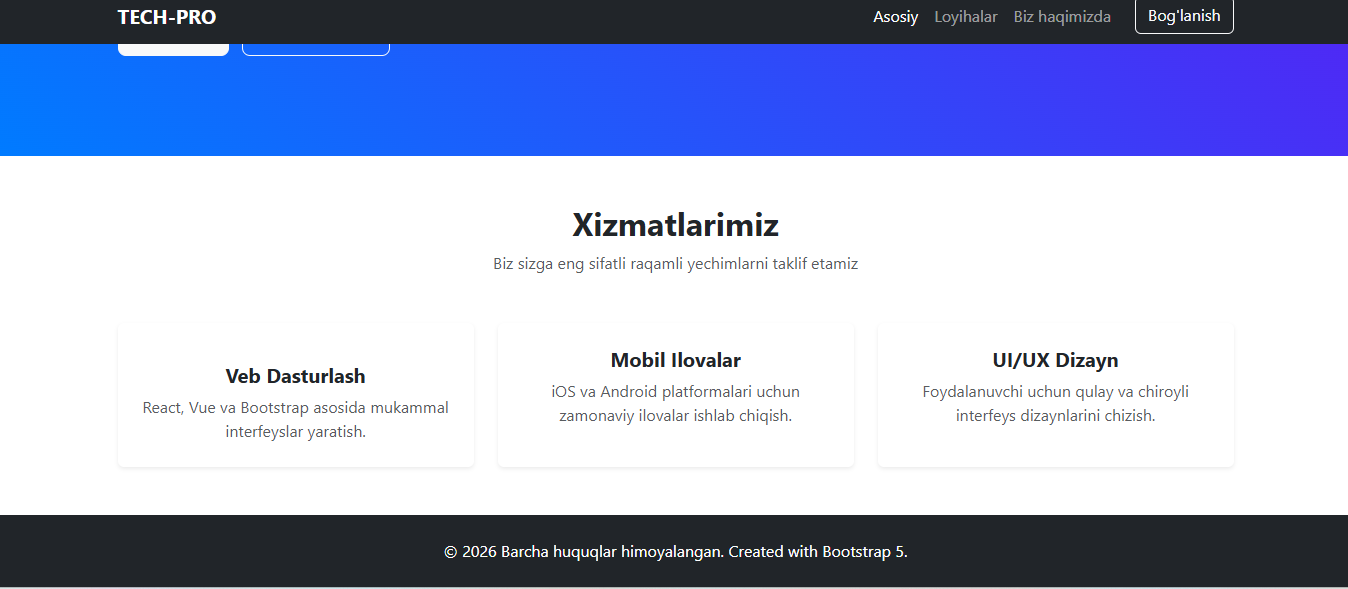 TECH-PRO
Asosiy
Loyihalar
Biz haqimizda
Bog'lanish
Xizmatlarimiz
Biz sizga eng sifatli raqamli yechimlarni taklif etamiz
Veb Dasturlash
React, Vue va Bootstrap asosida mukammal
interfeyslar yaratish.
Mobil Ilovalar
iOS va Android platformalari uchun
zamonaviy ilovalar ishlab chiqish.
UI/UX Dizayn
Foydalanuvchi uchun qulay va chiroyli
interfeys dizaynlarini chizish.
© 2026 Barcha huquqlar himoyalangan. Created with Bootstrap 5.